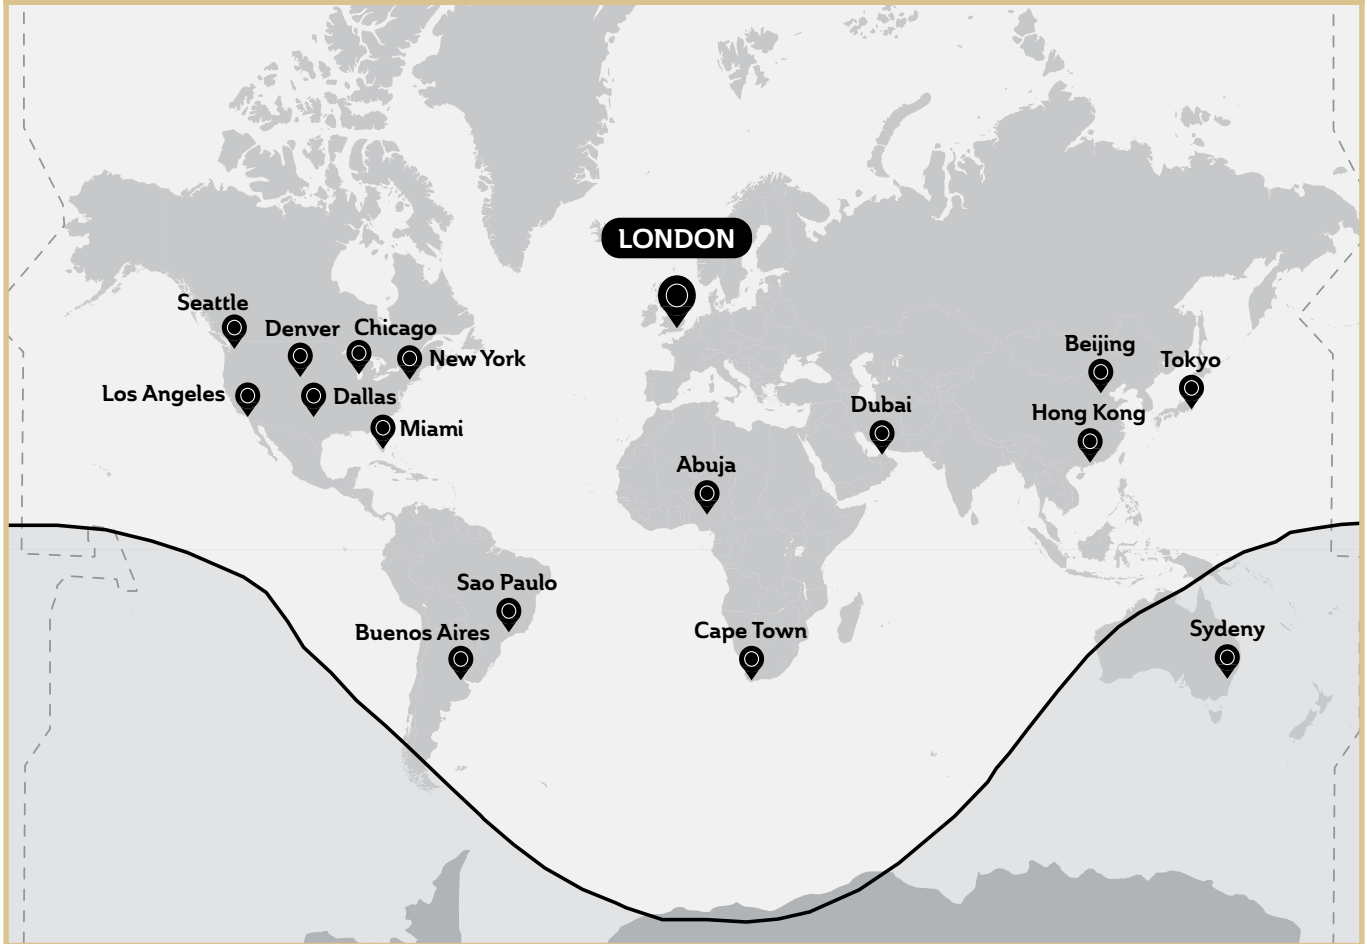 LONDON
Seattle
Denver
Chicago
New York
Los Angeles
Dallas
Miami
Beijing
Tokyo
Dubai
Hong Kong
Abuja
Sao Paulo
Buenos Aires
Cape Town
Sydeny